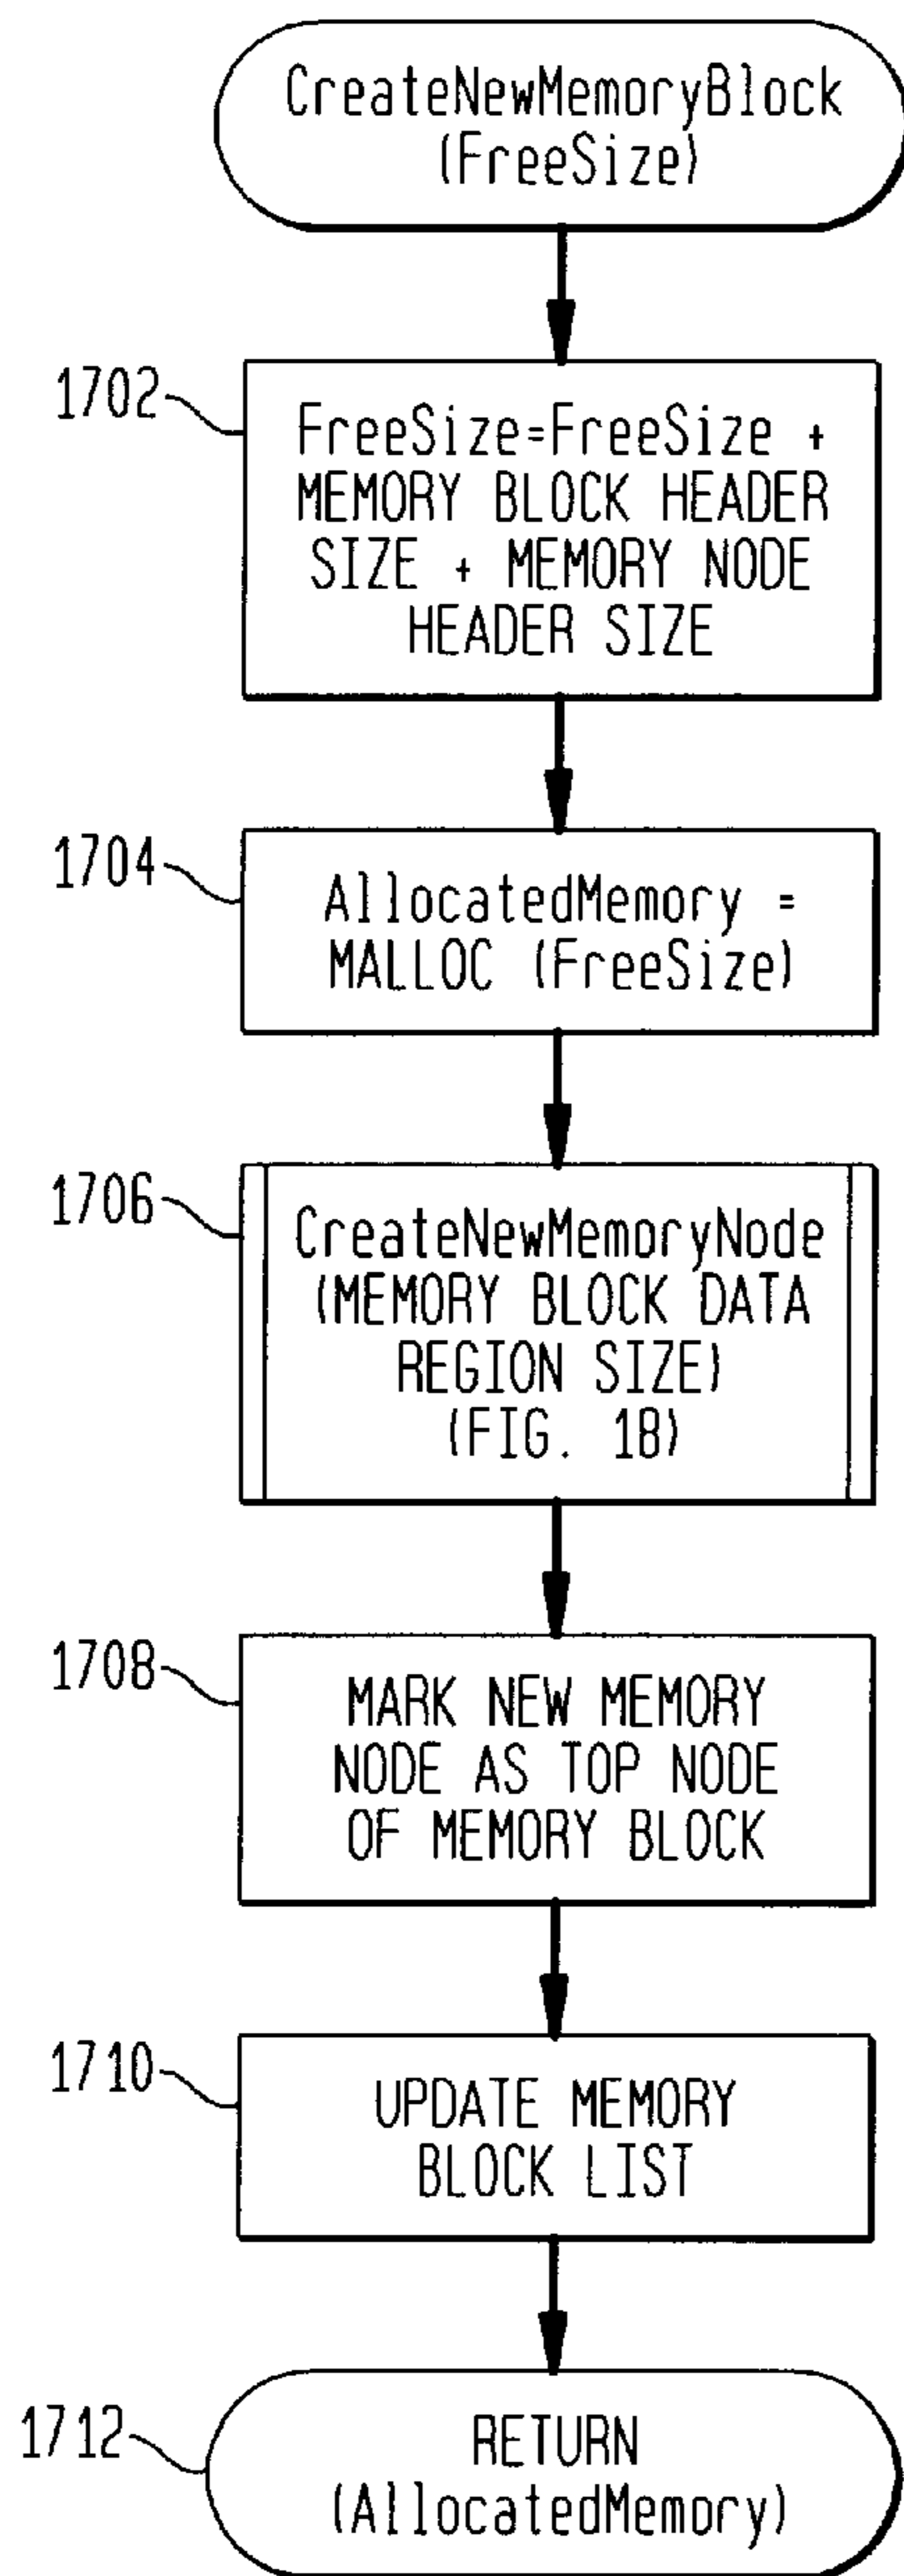 CreateNewMemoryBlock
(FreeSize)
1702
FreeSize=FreeSize +
MEMORY BLOCK HEADER
SIZE + MEMORY NODE
HEADER SIZE
1704
AllocatedMemory =
MALLOC (FreeSize)
1706
CreateNewMemoryNode
(MEMORY BLOCK DATA
REGION SIZE)
(FIG. 18)
1708
MARK NEW MEMORY
NODE AS TOP NODE
OF MEMORY BLOCK
1710
UPDATE MEMORY
BLOCK LIST
1712
RETURN
(AllocatedMemory)